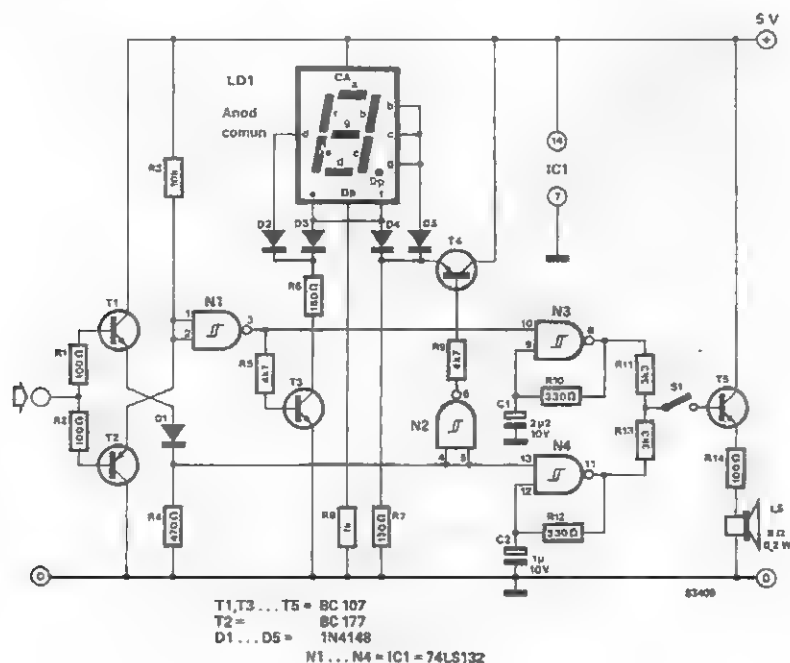 5 V
+
LD1
Anod
comun
CA
a
b
c
d
e
f
g
Dp
R3
10k
14
IC1
7
D2
D3
D4
D5
T4
T1
N1
1
2
3
R6
150Ω
R1
100Ω
R2
100Ω
T2
D1
R5
4k7
T3
R9
4k7
6
N2
4
5
N3
10
9
8
R10
330Ω
C1
2µ2
10V
R11
3k3
S1
R13
3k3
T5
N4
13
12
11
R12
330Ω
C2
1µ
10V
R14
100Ω
LS
8 Ω
0,2 W
R4
470Ω
R8
1k
R7
0
0
83409
T1,T3 ... T5 = BC 107
T2 = BC 177
D1 ... D5 = 1N4148
N1 ... N4 = IC1 = 74LS132